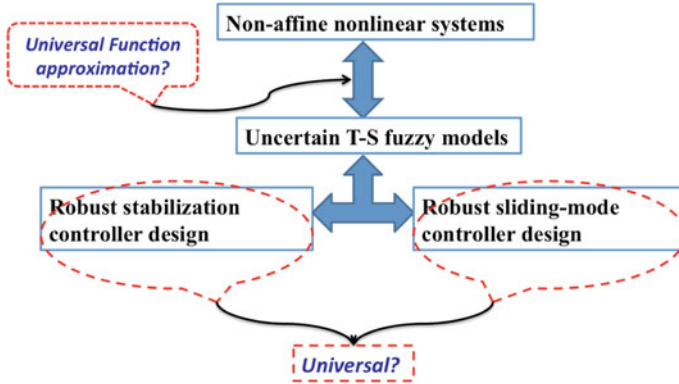 Non-affine nonlinear systems
Universal Function
approximation?
Uncertain T-S fuzzy models
Robust stabilization
controller design
Robust sliding-mode
controller design
Universal?